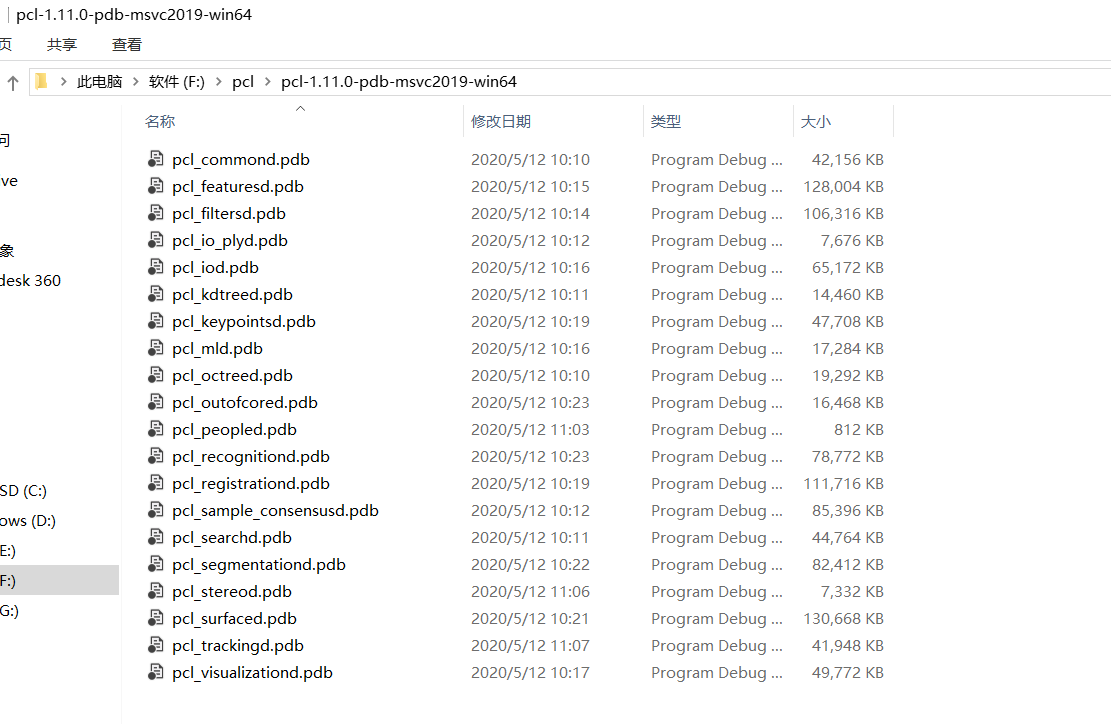 pcl-1.11.0-pdb-msvc2019-win64
页 共享 查看
此电脑 软件 (F:) pcl pcl-1.11.0-pdb-msvc2019-win64
名称 修改日期 类型 大小
pcl_commond.pdb 2020/5/12 10:10 Program Debug ... 42,156 KB
pcl_featuresd.pdb 2020/5/12 10:15 Program Debug ... 128,004 KB
pcl_filtersd.pdb 2020/5/12 10:14 Program Debug ... 106,316 KB
pcl_io_plyd.pdb 2020/5/12 10:12 Program Debug ... 7,676 KB
pcl_iod.pdb 2020/5/12 10:16 Program Debug ... 65,172 KB
pcl_kdtreed.pdb 2020/5/12 10:11 Program Debug ... 14,460 KB
pcl_keypointsd.pdb 2020/5/12 10:19 Program Debug ... 47,708 KB
pcl_mld.pdb 2020/5/12 10:16 Program Debug ... 17,284 KB
pcl_octreed.pdb 2020/5/12 10:10 Program Debug ... 19,292 KB
pcl_outofcored.pdb 2020/5/12 10:23 Program Debug ... 16,468 KB
pcl_peopled.pdb 2020/5/12 11:03 Program Debug ... 812 KB
pcl_recognitiond.pdb 2020/5/12 10:23 Program Debug ... 78,772 KB
pcl_registrationd.pdb 2020/5/12 10:19 Program Debug ... 111,716 KB
pcl_sample_consensusd.pdb 2020/5/12 10:12 Program Debug ... 85,396 KB
pcl_searchd.pdb 2020/5/12 10:11 Program Debug ... 44,764 KB
pcl_segmentationd.pdb 2020/5/12 10:22 Program Debug ... 82,412 KB
pcl_stereod.pdb 2020/5/12 11:06 Program Debug ... 7,332 KB
pcl_surfaced.pdb 2020/5/12 10:21 Program Debug ... 130,668 KB
pcl_trackingd.pdb 2020/5/12 11:07 Program Debug ... 41,948 KB
pcl_visualizationd.pdb 2020/5/12 10:17 Program Debug ... 49,772 KB
问
ve
象
desk 360
SD (C:)
ows (D:)
E:)
F:)
G:)